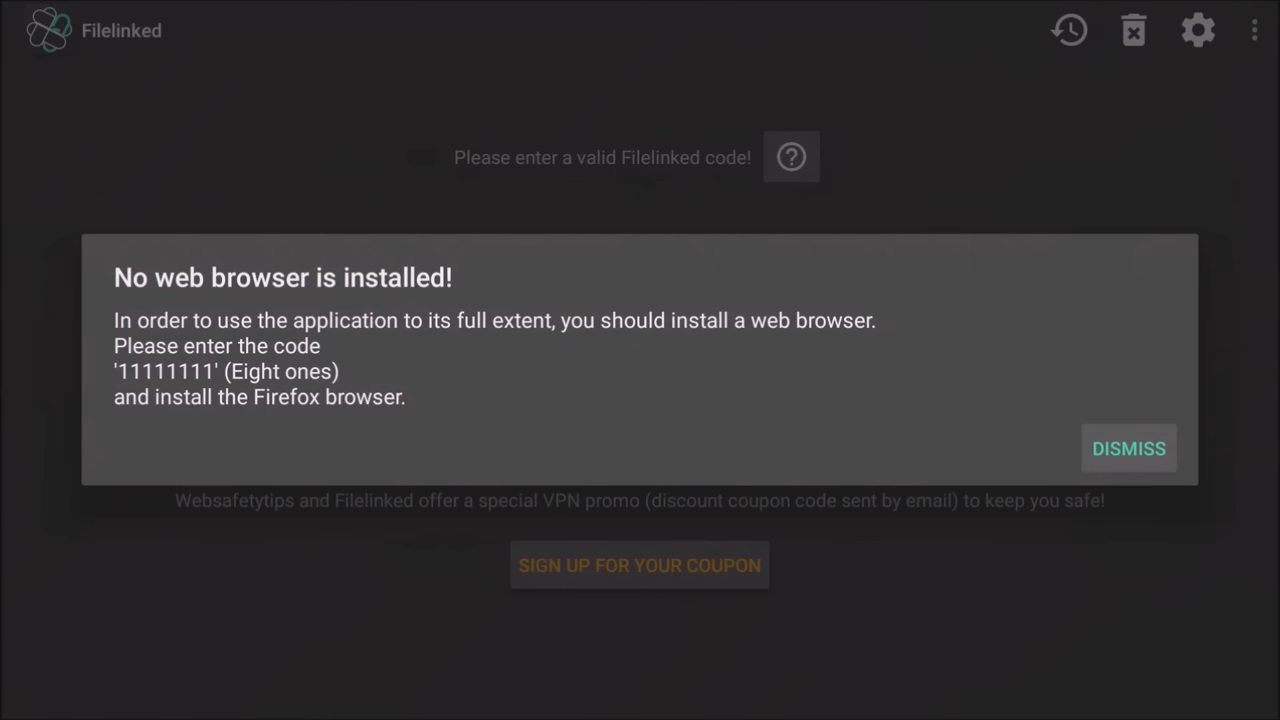 Filelinked
Please enter a valid Filelinked code!
No web browser is installed!
In order to use the application to its full extent, you should install a web browser.
Please enter the code
'11111111' (Eight ones)
and install the Firefox browser.
DISMISS
Websafetytips and Filelinked offer a special VPN promo (discount coupon code sent by email) to keep you safe!
SIGN UP FOR YOUR COUPON